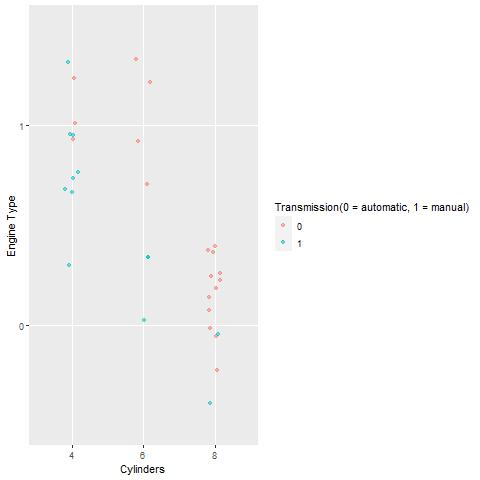 1
0
Engine Type
4 6 8
Cylinders
Transmission(0 = automatic, 1 = manual)
0
1